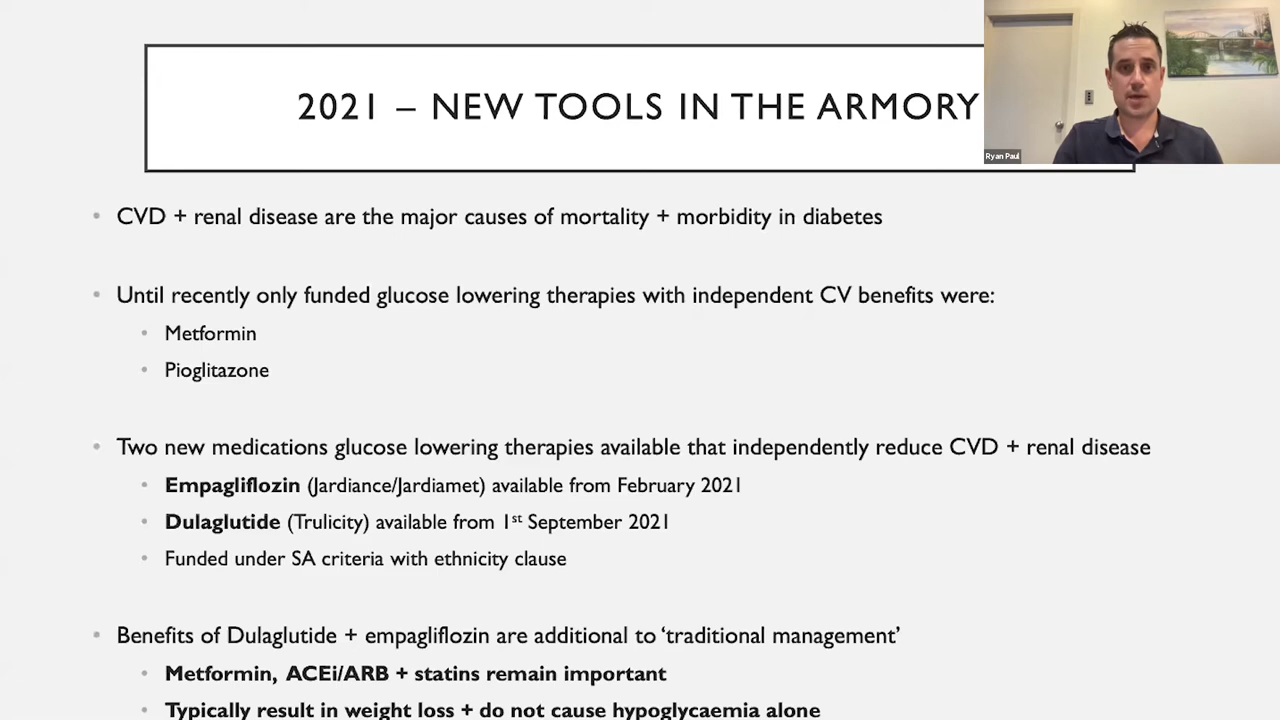 2021 – NEW TOOLS IN THE ARMORY
Ryan Paul
• CVD + renal disease are the major causes of mortality + morbidity in diabetes
• Until recently only funded glucose lowering therapies with independent CV benefits were:
• Metformin
• Pioglitazone
• Two new medications glucose lowering therapies available that independently reduce CVD + renal disease
• Empagliflozin (Jardiance/Jardiamet) available from February 2021
• Dulaglutide (Trulicity) available from 1st September 2021
• Funded under SA criteria with ethnicity clause
• Benefits of Dulaglutide + empagliflozin are additional to ‘traditional management’
• Metformin, ACEi/ARB + statins remain important
• Typically result in weight loss + do not cause hypoglycaemia alone